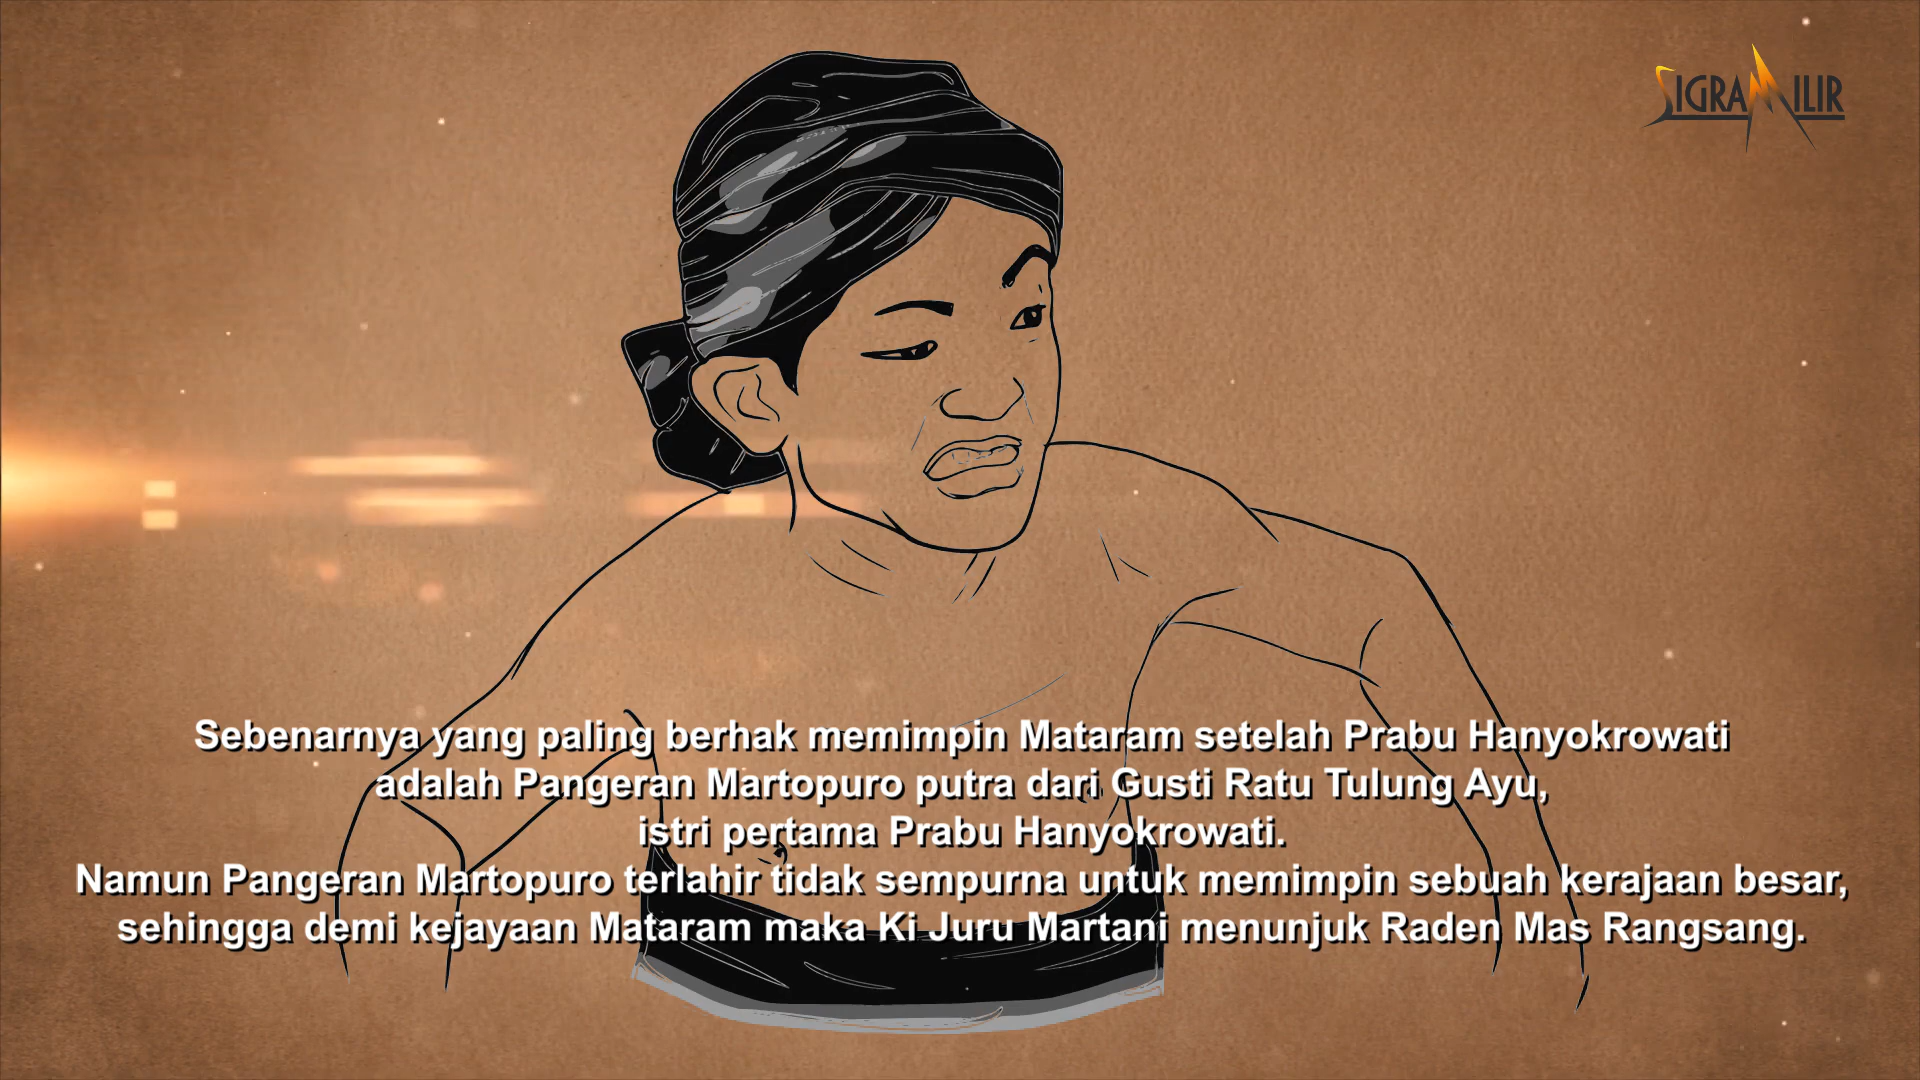 SIGRA MILIR
Sebenarnya yang paling berhak memimpin Mataram setelah Prabu Hanyokrowati
adalah Pangeran Martopuro putra dari Gusti Ratu Tulung Ayu,
istri pertama Prabu Hanyokrowati.
Namun Pangeran Martopuro terlahir tidak sempurna untuk memimpin sebuah kerajaan besar,
sehingga demi kejayaan Mataram maka Ki Juru Martani menunjuk Raden Mas Rangsang.